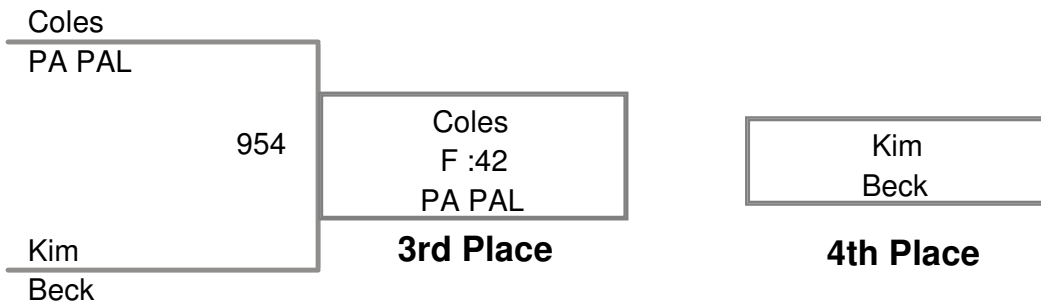 Coles
PA PAL
954
Kim
Beck
Coles
F :42
PA PAL
3rd Place
Kim
Beck
4th Place